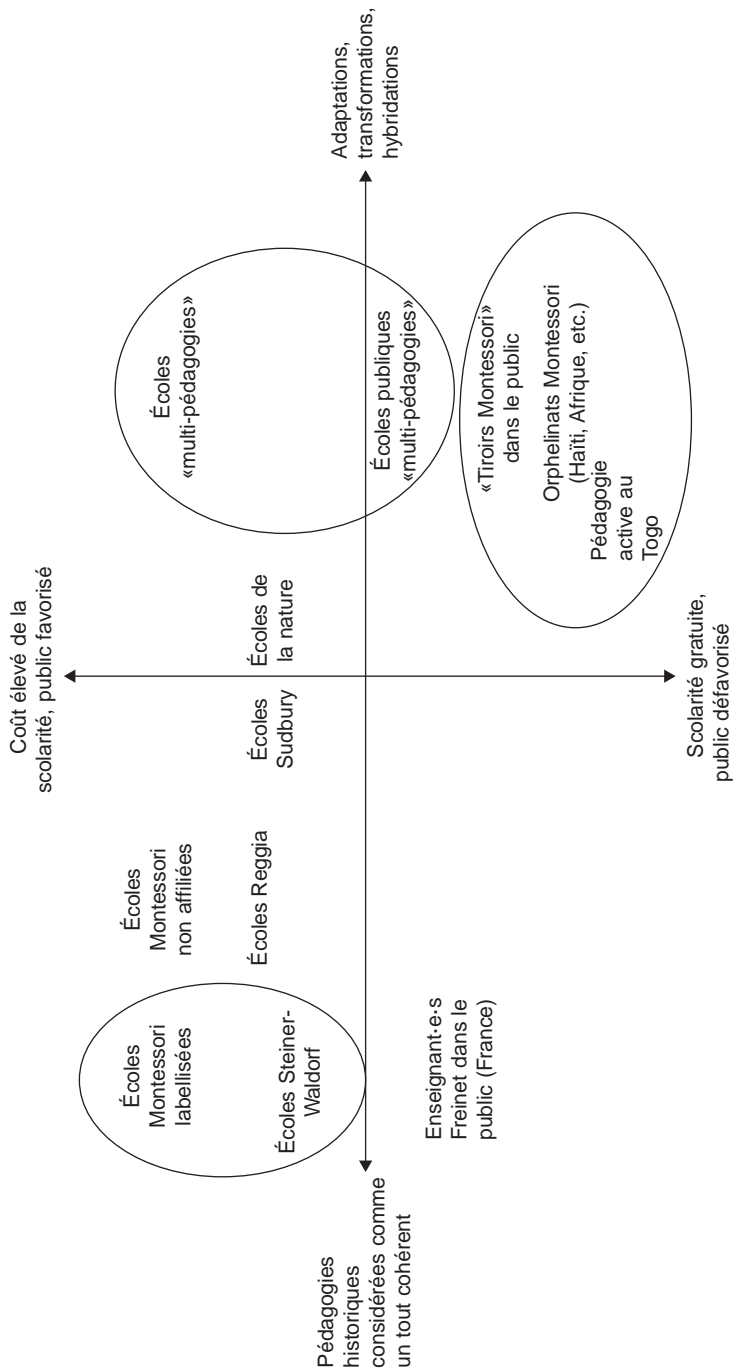 Coût élevé de la
scolarité, public favorisé
Écoles
Montessori
labellisées
Écoles
Montessori
non affiliées
Écoles
«multi-pédagogies»
Écoles Steiner-
Waldorf
Écoles Reggia
Écoles
Sudbury
Écoles de
la nature
Pédagogies
historiques
considérées comme
un tout cohérent
Adaptations,
transformations,
hybridations
Écoles publiques
«multi-pédagogies»
Enseignant·e·s
Freinet dans le
public (France)
«Tiroirs Montessori»
dans le public
Orphelinats Montessori
(Haïti, Afrique, etc.)
Pédagogie
active au
Togo
Scolarité gratuite,
public défavorisé